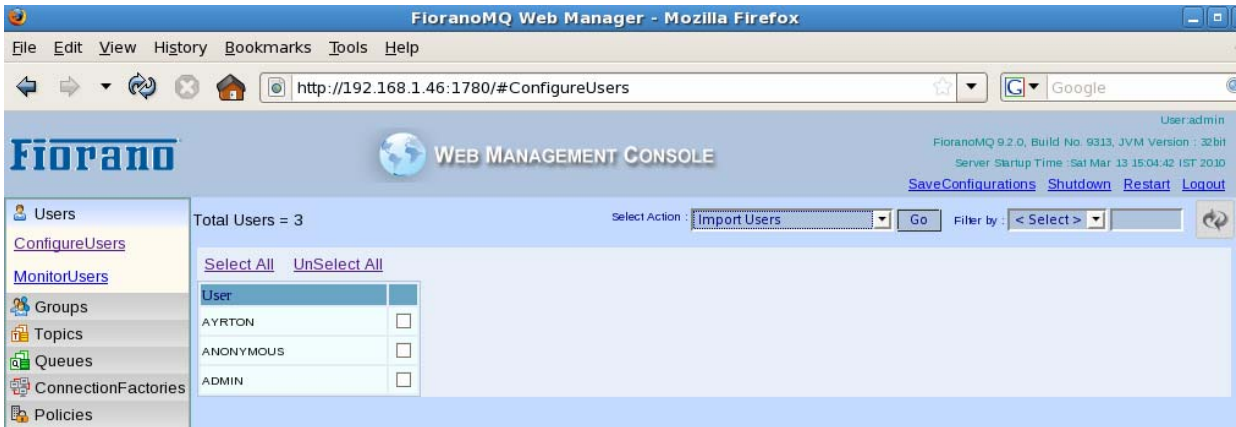 FioranoMQ Web Manager - Mozilla Firefox
File Edit View History Bookmarks Tools Help
http://192.168.1.46:1780/#ConfigureUsers
G Google
Fiorano
WEB MANAGEMENT CONSOLE
User:admin
FioranoMQ 9.2.0, Build No. 9313, JVM Version : 32bit
Server Startup Time :Sat Mar 13 15:04:42 IST 2010
SaveConfigurations Shutdown Restart Logout
Users
ConfigureUsers
MonitorUsers
Groups
Topics
Queues
ConnectionFactories
Policies
Total Users = 3
Select Action : Import Users Go Filter by : < Select >
Select All UnSelect All
User
AYRTON
ANONYMOUS
ADMIN